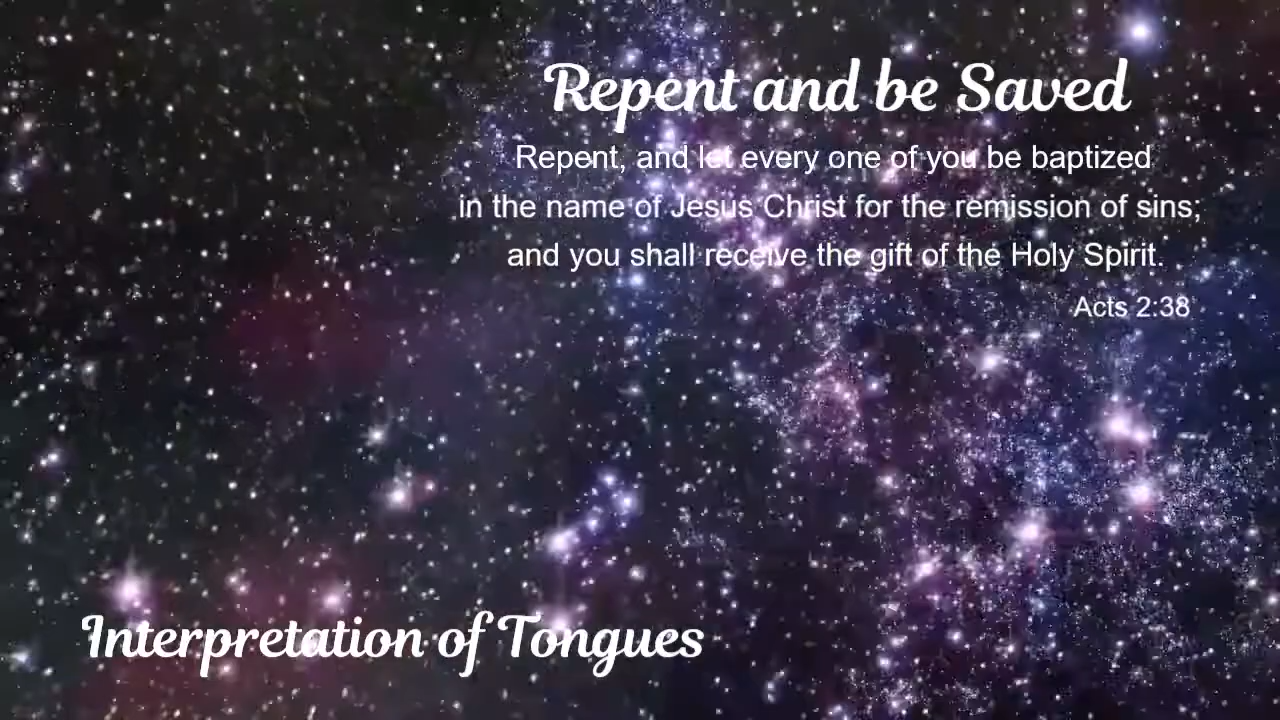 Repent and be Saved
Repent, and let every one of you be baptized
in the name of Jesus Christ for the remission of sins;
and you shall receive the gift of the Holy Spirit.
Acts 2:38
Interpretation of Tongues